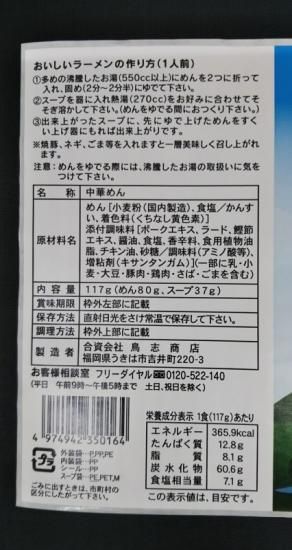 おいしいラーメンの作り方(1人前)
①多めの沸騰したお湯(550cc以上)にめんを2つに折って
入れ、固め(2分〜2分半)にゆでて下さい。
②スープを器に入れ熱湯(270cc)をお好みに合わせてそ
そぎ溶かして下さい。(めんをゆでる間におつくり下さい。)
③出来上がったスープに、先にゆで上げためんをすく
い上げ器にもれば出来上がりです。
※焼豚、ネギ、ごま等を入れますと一層美味しく召し上がれ
ます。
注意:めんをゆでる際には、沸騰したお湯の取扱いに気を
つけて下さい。
名称 中華めん
原材料名 めん[小麦粉(国内製造)、食塩/かんす
い、着色料(くちなし黄色素)]
添付調味料[ポークエキス、ラード、鰹節
エキス、醤油、食塩、香辛料、食用植物油
脂、チキン油、砂糖/調味料(アミノ酸等)、
増粘剤(キサンタンガム)](一部に乳・小
麦・大豆・豚肉・鶏肉・さば・ごまを含む)
内容量 117g(めん80g、スープ37g)
賞味期限 枠外左部に記載
保存方法 直射日光をさけ常温で保存して下さい。
調理方法 枠外上部に記載
製造者 合資会社 鳥志商店
福岡県うきは市吉井町220-3
お客様相談室 フリーダイヤル 0120-522-140
(平日 午前9時〜午後5時まで 土日、祝日を除く)
4974942350164
プラ
外装袋…P,PP,PE
内装袋…PP
シール…PP
スープ袋…PE,PET,M
ごみに出すときは、市町村の
区分にしたがって下さい。
栄養成分表示 1食(117g)あたり
エネルギー 365.9kcal
たんぱく質 12.8g
脂質 8.1g
炭水化物 60.6g
食塩相当量 7.1g
この表示値は、目安です。